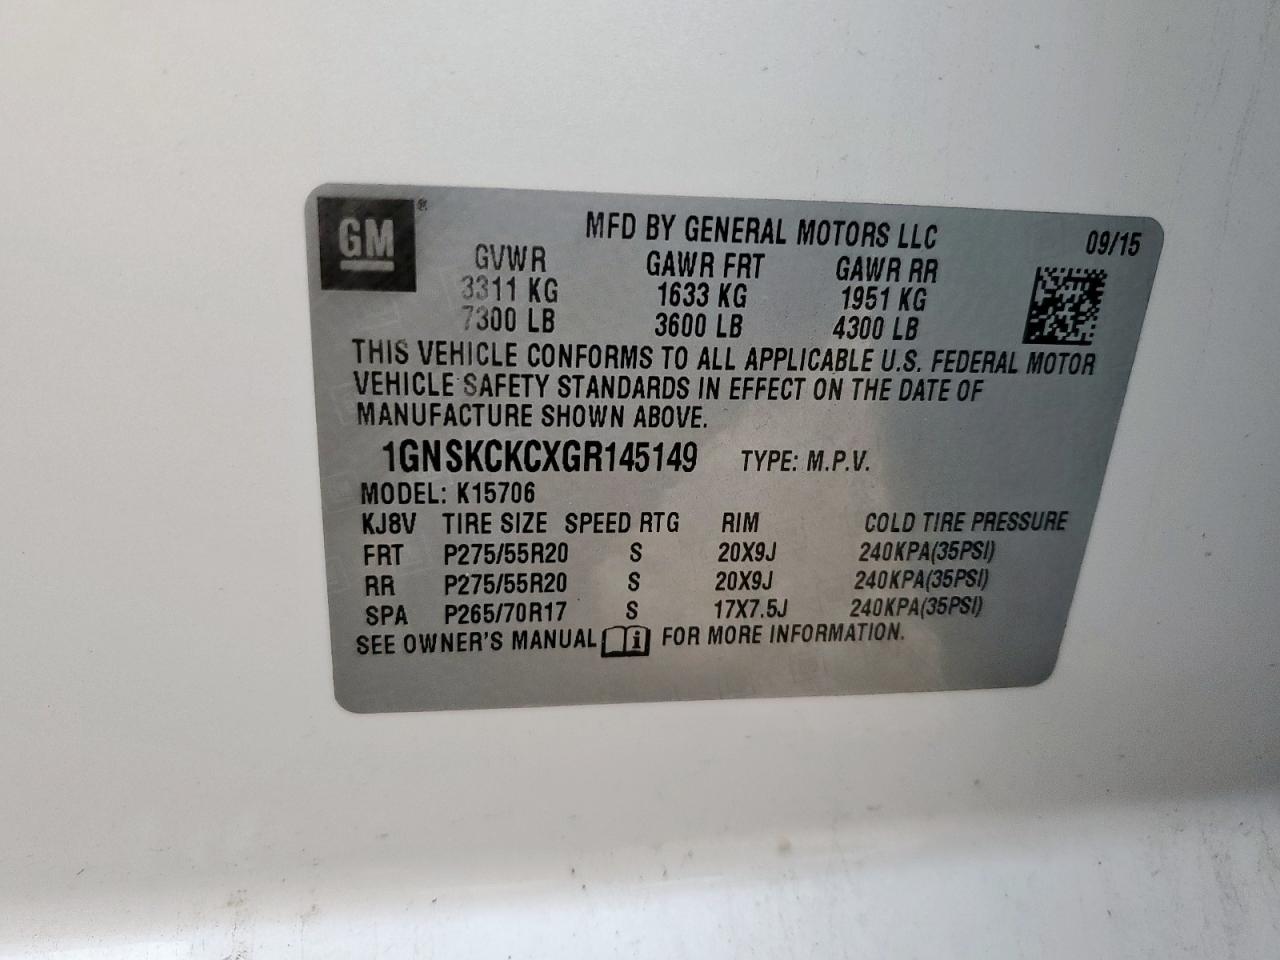 GM®
MFD BY GENERAL MOTORS LLC 09/15
GVWR GAWR FRT GAWR RR
3311 KG 1633 KG 1951 KG
7300 LB 3600 LB 4300 LB
THIS VEHICLE CONFORMS TO ALL APPLICABLE U.S. FEDERAL MOTOR
VEHICLE SAFETY STANDARDS IN EFFECT ON THE DATE OF
MANUFACTURE SHOWN ABOVE.
1GNSKCKCXGR145149 TYPE: M.P.V.
MODEL: K15706
KJ8V TIRE SIZE SPEED RTG RIM COLD TIRE PRESSURE
FRT P275/55R20 S 20X9J 240KPA(35PSI)
RR P275/55R20 S 20X9J 240KPA(35PSI)
SPA P265/70R17 S 17X7.5J 240KPA(35PSI)
SEE OWNER'S MANUAL i FOR MORE INFORMATION.